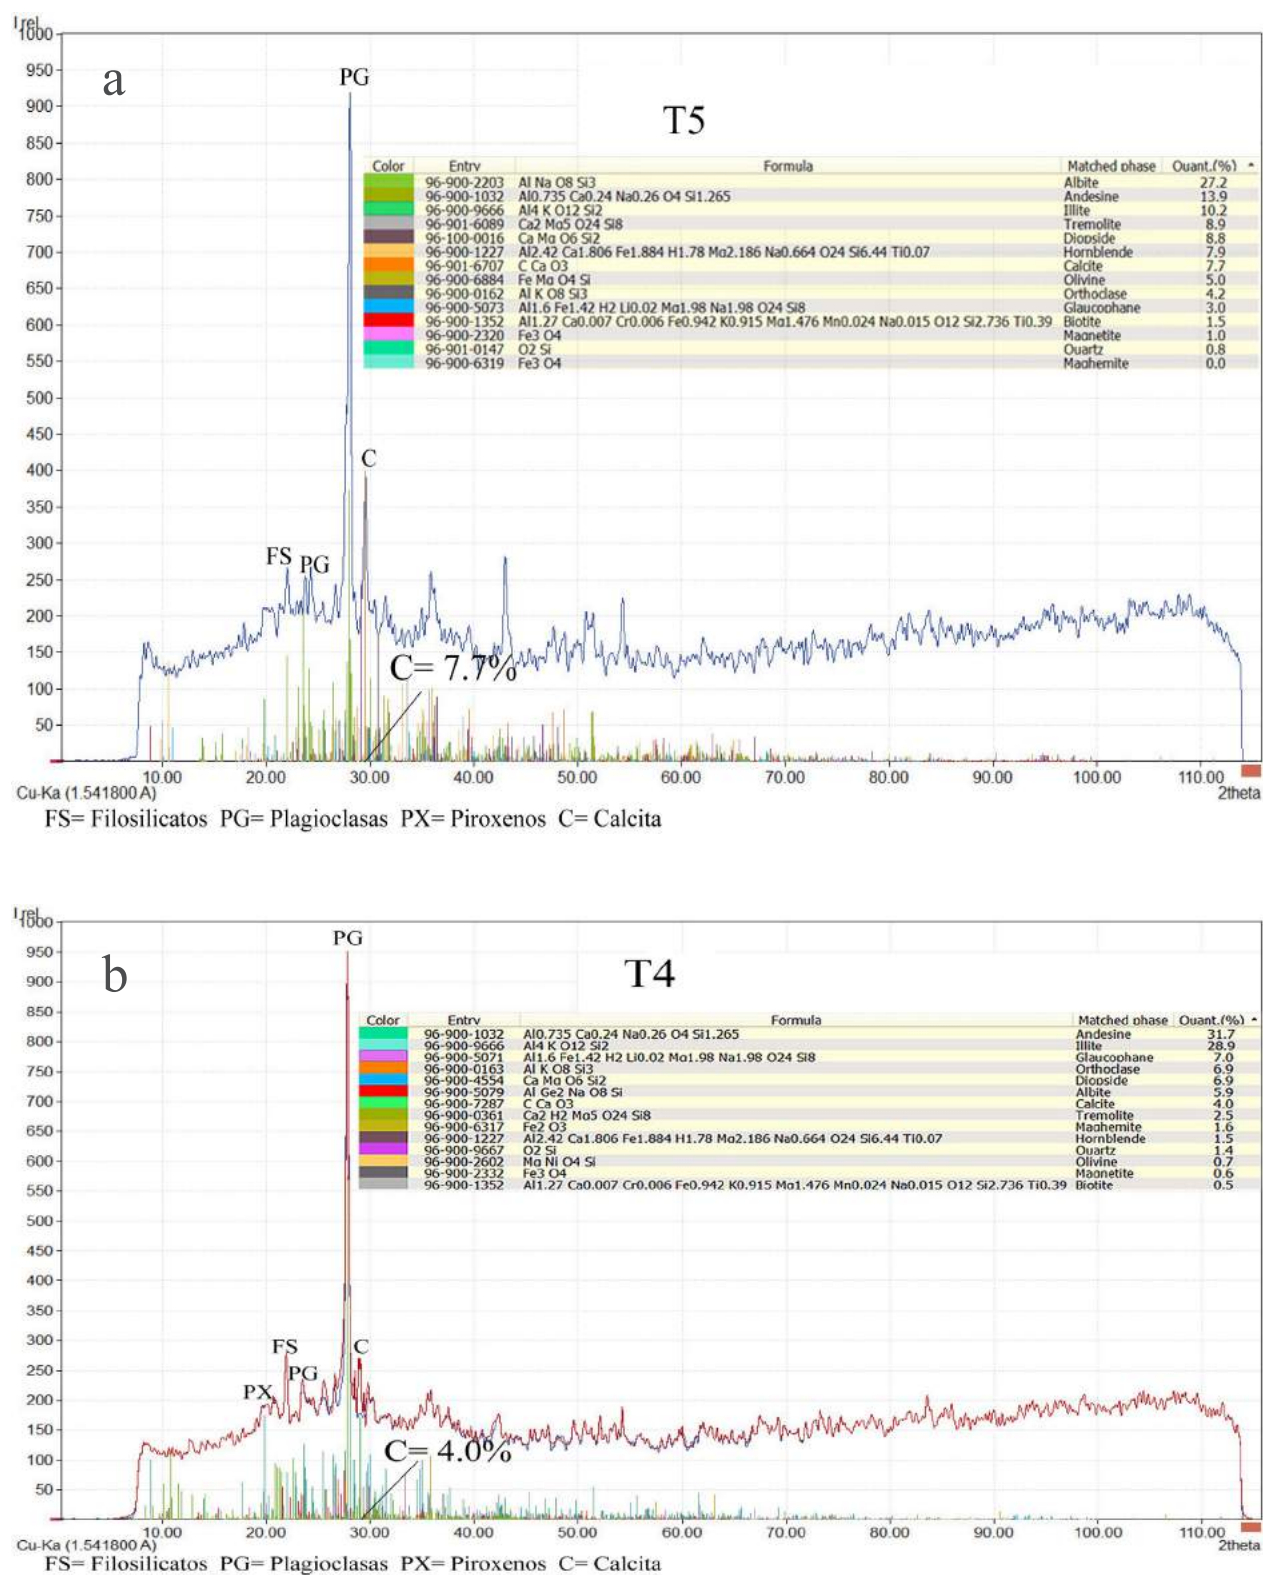 I rel.
1000
950
900
850
800
750
700
650
600
550
500
450
400
350
300
250
200
150
100
50
a
PG
T5
Color Entry Formula Matched phase Quant.(%)
96-900-2203 Al Na O8 Si3 Albite 27.2
96-900-1032 Al0.735 Ca0.24 Na0.26 O4 Si1.265 Andesine 13.9
96-900-9666 Al4 K O12 Si2 Illite 10.2
96-901-6089 Ca2 Mg5 O24 Si8 Tremolite 8.9
96-100-0016 Ca Mg O6 Si2 Diopside 8.8
96-900-1227 Al2.42 Ca1.806 Fe1.884 H1.78 Mg2.186 Na0.664 O24 Si6.44 Ti0.07 Hornblende 7.9
96-901-6707 C Ca O3 Calcite 7.7
96-900-6884 Fe Mg O4 Si Olivine 5.0
96-900-0162 Al K O8 Si3 Orthoclase 4.2
96-900-5073 Al1.6 Fe1.42 H2 Li0.02 Mg1.98 Na1.98 O24 Si8 Glaucophane 3.0
96-900-1352 Al1.27 Ca0.007 Cr0.006 Fe0.942 K0.915 Mg1.476 Mn0.024 Na0.015 O12 Si2.736 Ti0.39 Biotite 1.5
96-900-2320 Fe3 O4 Magnetite 1.0
96-901-0147 O2 Si Quartz 0.8
96-900-6319 Fe3 O4 Maghemite 0.0
C
FS PG
C= 7.7%
10.00 20.00 30.00 40.00 50.00 60.00 70.00 80.00 90.00 100.00 110.00
Cu-Ka (1.541800 A) 2theta
FS= Filosilicatos PG= Plagioclasas PX= Piroxenos C= Calcita
I rel.
1000
950
900
850
800
750
700
650
600
550
500
450
400
350
300
250
200
150
100
50
b
PG
T4
Color Entry Formula Matched phase Quant.(%)
96-900-1032 Al0.735 Ca0.24 Na0.26 O4 Si1.265 Andesine 31.7
96-900-9666 Al4 K O12 Si2 Illite 28.9
96-900-5071 Al1.6 Fe1.42 H2 Li0.02 Mg1.98 Na1.98 O24 Si8 Glaucophane 7.0
96-900-0163 Al K O8 Si3 Orthoclase 6.9
96-900-4554 Ca Mg O6 Si2 Diopside 6.9
96-900-5079 Al Ge2 Na O8 Si Albite 5.9
96-900-7287 C Ca O3 Calcite 4.0
96-900-0361 Ca2 H2 Mg5 O24 Si8 Tremolite 2.5
96-900-6317 Fe2 O3 Maghemite 1.6
96-900-1227 Al2.42 Ca1.806 Fe1.884 H1.78 Mg2.186 Na0.664 O24 Si6.44 Ti0.07 Hornblende 1.5
96-900-9667 O2 Si Quartz 1.4
96-900-2602 Mg Ni O4 Si Olivine 0.7
96-900-2332 Fe3 O4 Magnetite 0.6
96-900-1352 Al1.27 Ca0.007 Cr0.006 Fe0.942 K0.915 Mg1.476 Mn0.024 Na0.015 O12 Si2.736 Ti0.39 Biotite 0.5
FS C
PG
PX
C= 4.0%
10.00 20.00 30.00 40.00 50.00 60.00 70.00 80.00 90.00 100.00 110.00
Cu-Ka (1.541800 A) 2theta
FS= Filosilicatos PG= Plagioclasas PX= Piroxenos C= Calcita